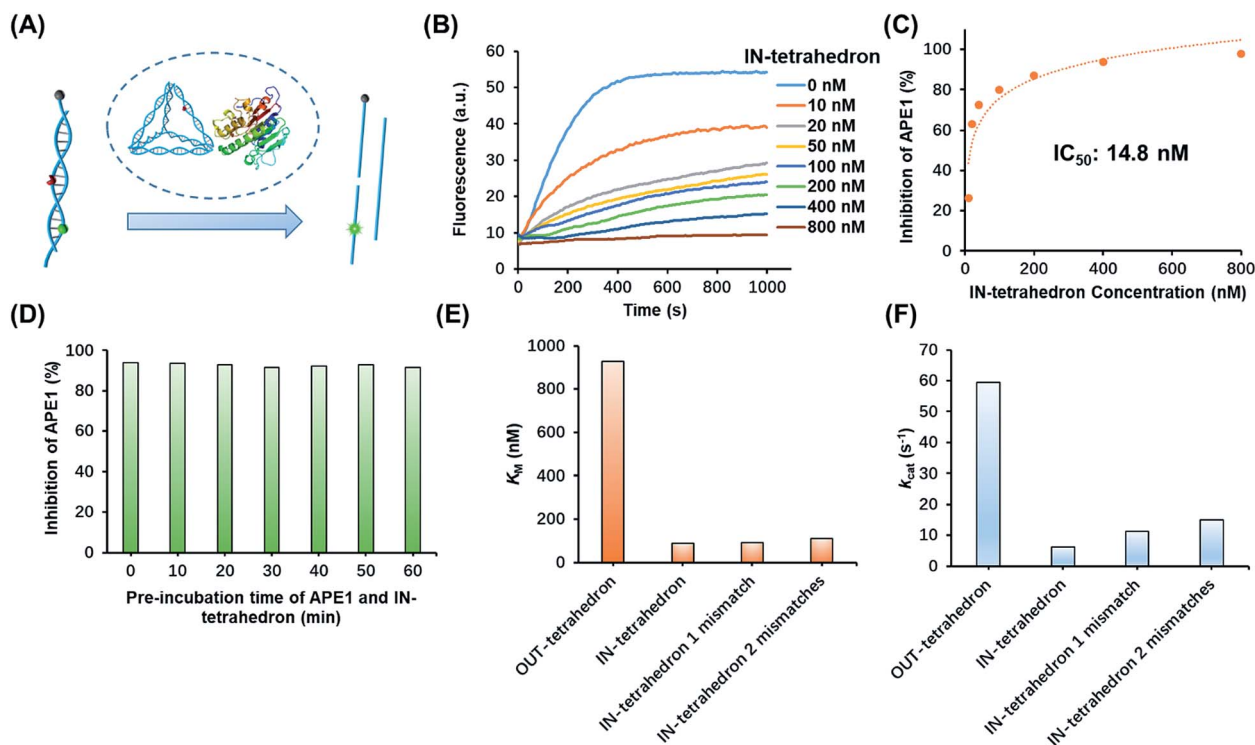 (A)
(B)
Fluorescence (a.u.)
60
50
40
30
20
10
0
0 200 400 600 800 1000
Time (s)
IN-tetrahedron
0 nM
10 nM
20 nM
50 nM
100 nM
200 nM
400 nM
800 nM
(C)
Inhibition of APE1 (%)
100
80
60
40
20
0
0 200 400 600 800
IN-tetrahedron Concentration (nM)
IC50: 14.8 nM
(D)
Inhibition of APE1 (%)
100
80
60
40
20
0
0 10 20 30 40 50 60
Pre-incubation time of APE1 and IN-
tetrahedron (min)
(E)
KM (nM)
1000
800
600
400
200
0
OUT-tetrahedron
IN-tetrahedron
IN-tetrahedron 1 mismatch
IN-tetrahedron 2 mismatches
(F)
kcat (s-1)
70
60
50
40
30
20
10
0
OUT-tetrahedron
IN-tetrahedron
IN-tetrahedron 1 mismatch
IN-tetrahedron 2 mismatches